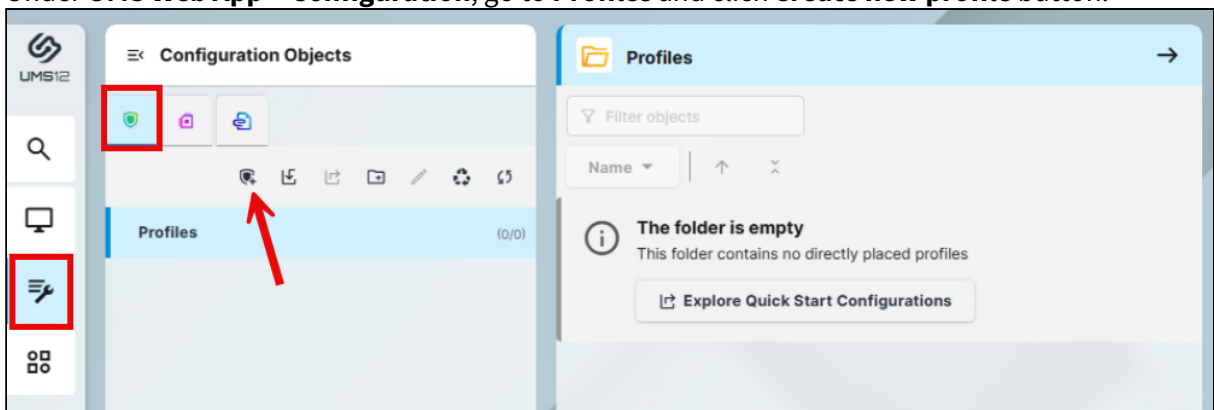 Under UMS Web App > Configuration, go to Profiles and click Create new profile button.
UMS12
Configuration Objects
Profiles
Filter objects
Name
Profiles
(0/0)
The folder is empty
This folder contains no directly placed profiles
Explore Quick Start Configurations